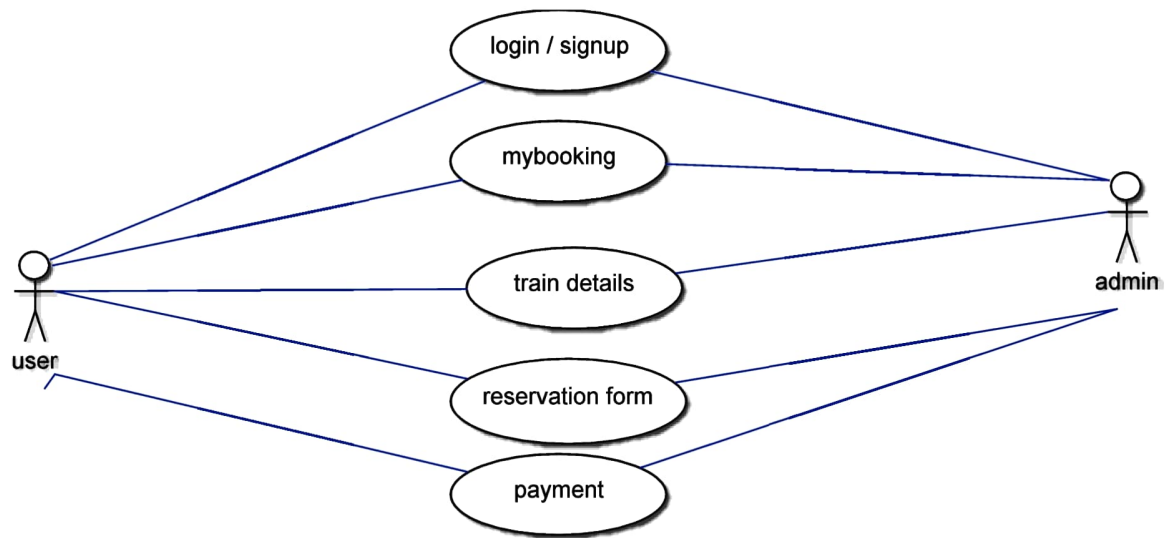 login / signup
mybooking
train details
admin
user
reservation form
payment